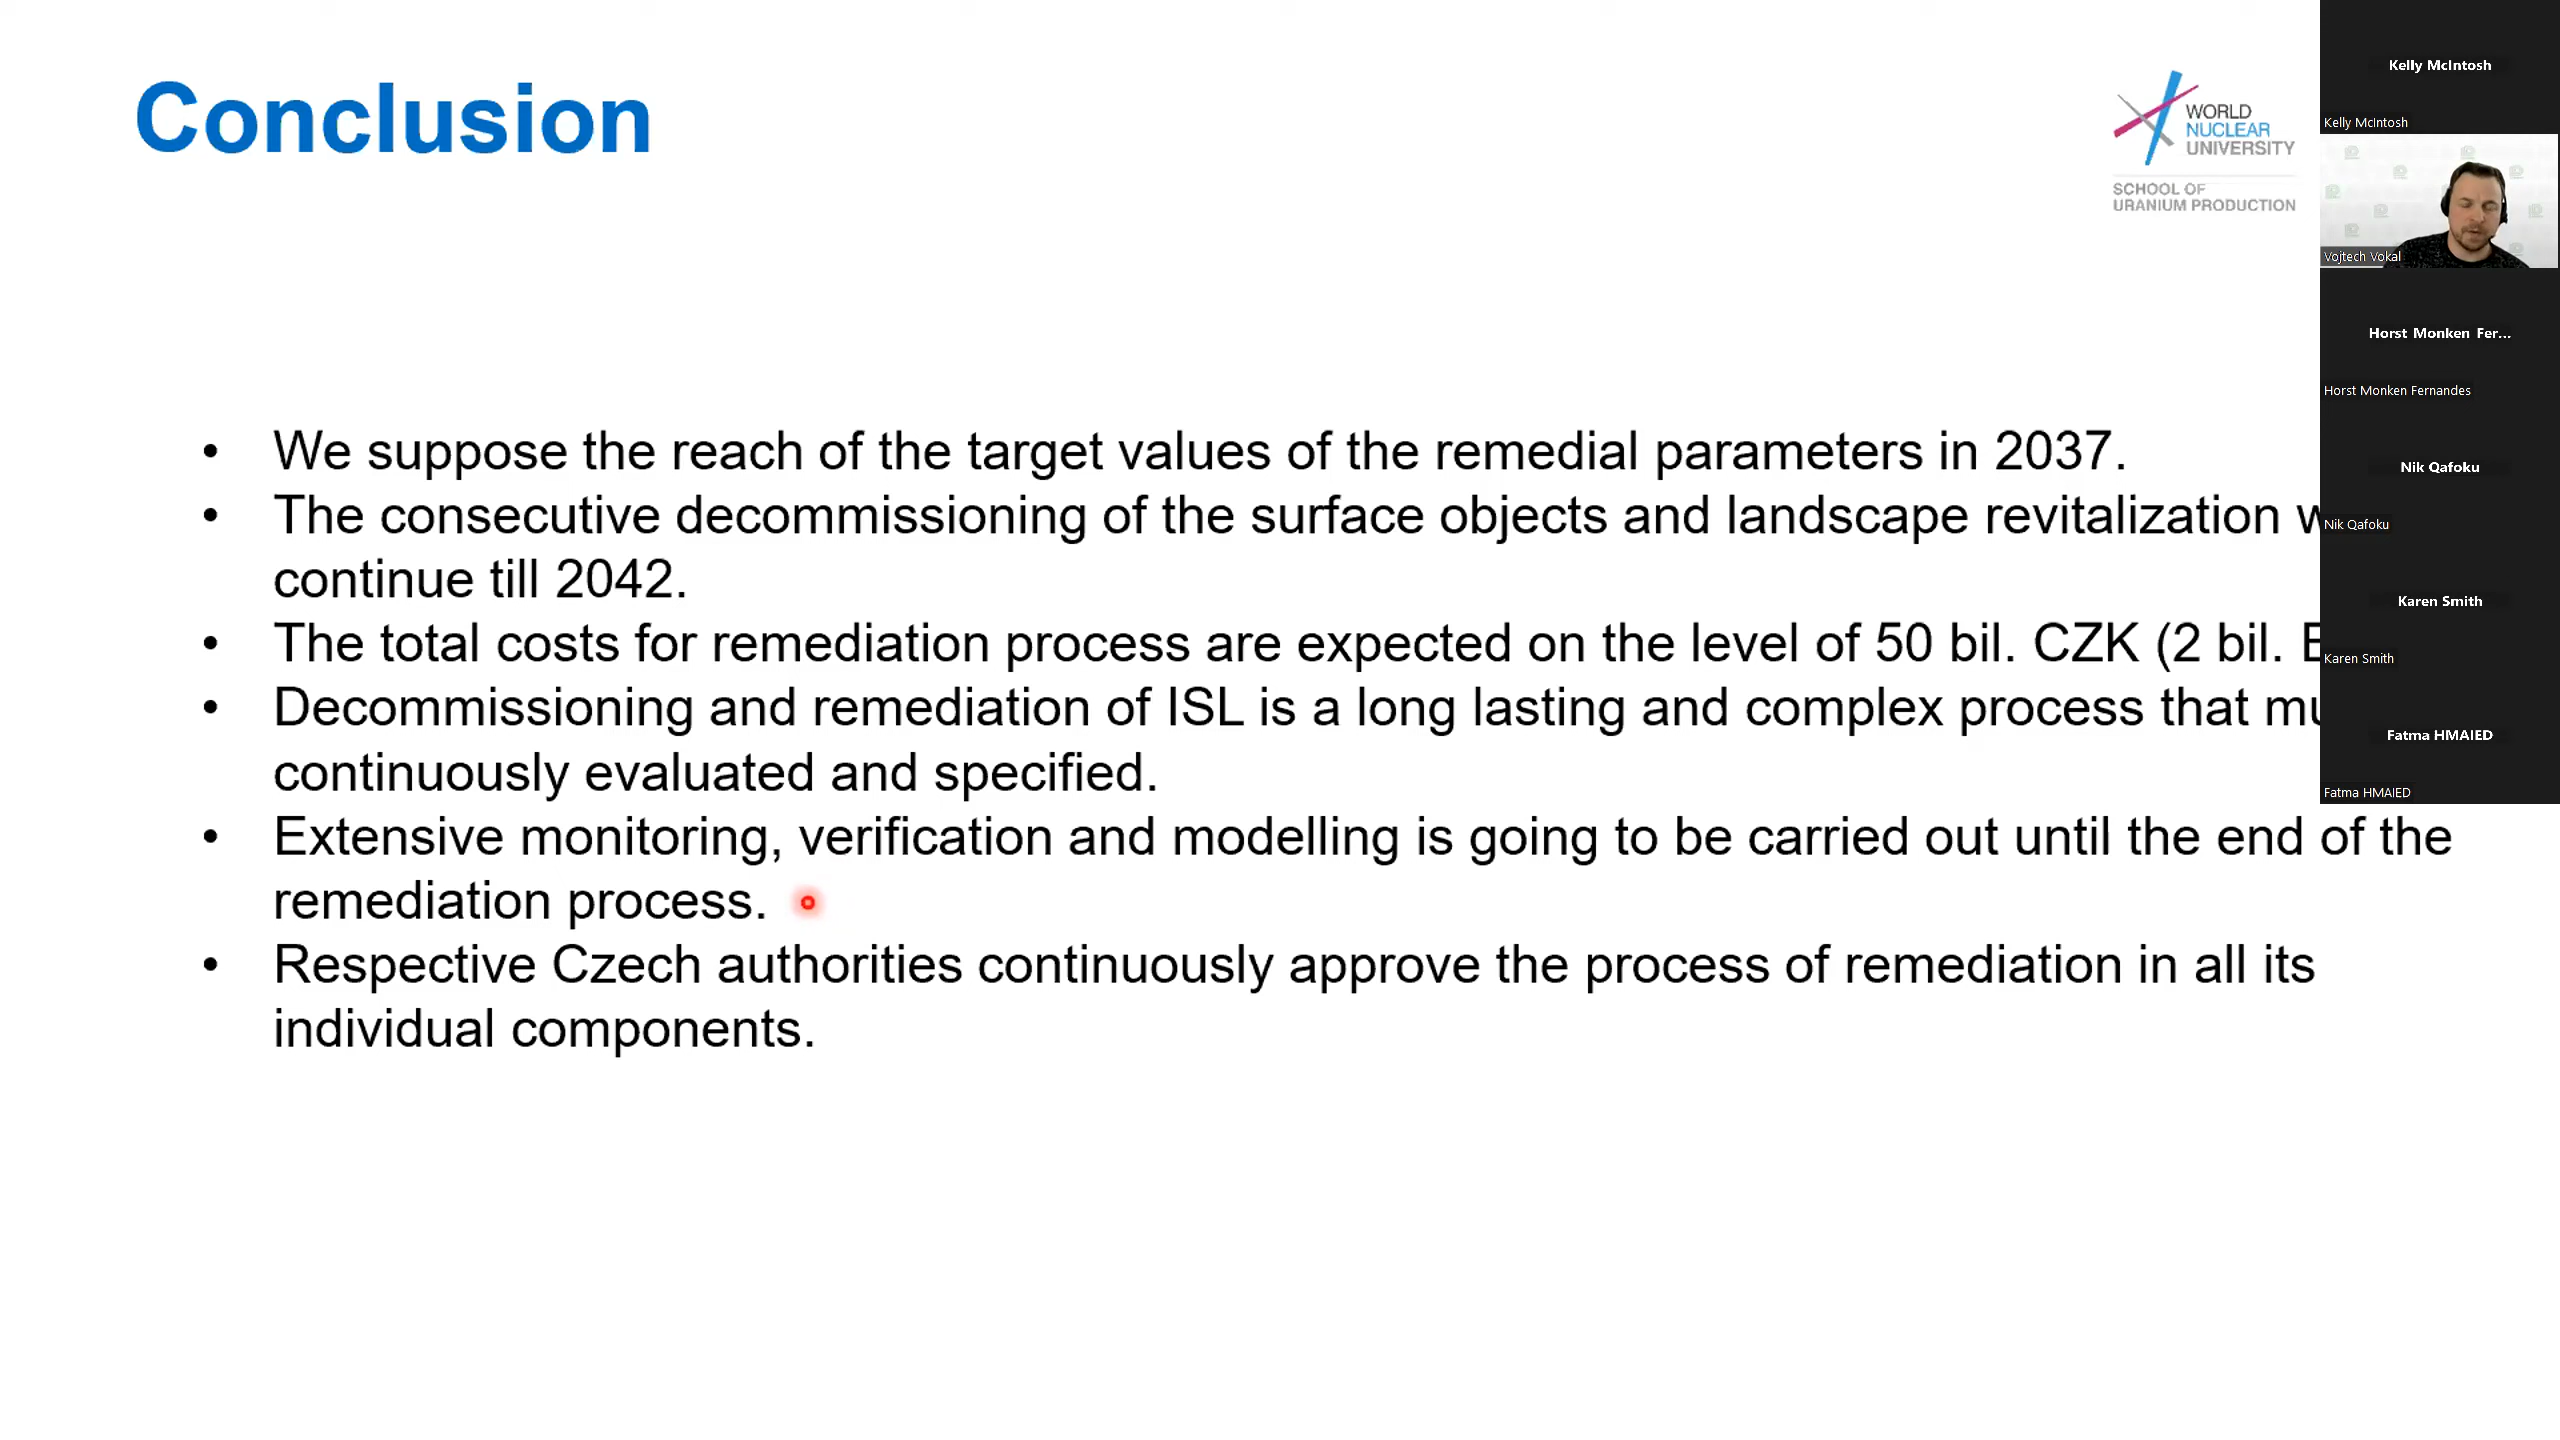 Conclusion
WORLD
NUCLEAR
UNIVERSITY
SCHOOL OF
URANIUM PRODUCTION
• We suppose the reach of the target values of the remedial parameters in 2037.
• The consecutive decommissioning of the surface objects and landscape revitalization
continue till 2042.
• The total costs for remediation process are expected on the level of 50 bil. CZK (2 bil.
• Decommissioning and remediation of ISL is a long lasting and complex process that
continuously evaluated and specified.
• Extensive monitoring, verification and modelling is going to be carried out until the end of the
remediation process.
• Respective Czech authorities continuously approve the process of remediation in all its
individual components.
Kelly McIntosh
Kelly McIntosh
Vojtech Vokal
Horst Monken Fer...
Horst Monken Fernandes
Nik Qafoku
Nik Qafoku
Karen Smith
Karen Smith
Fatma HMAIED
Fatma HMAIED